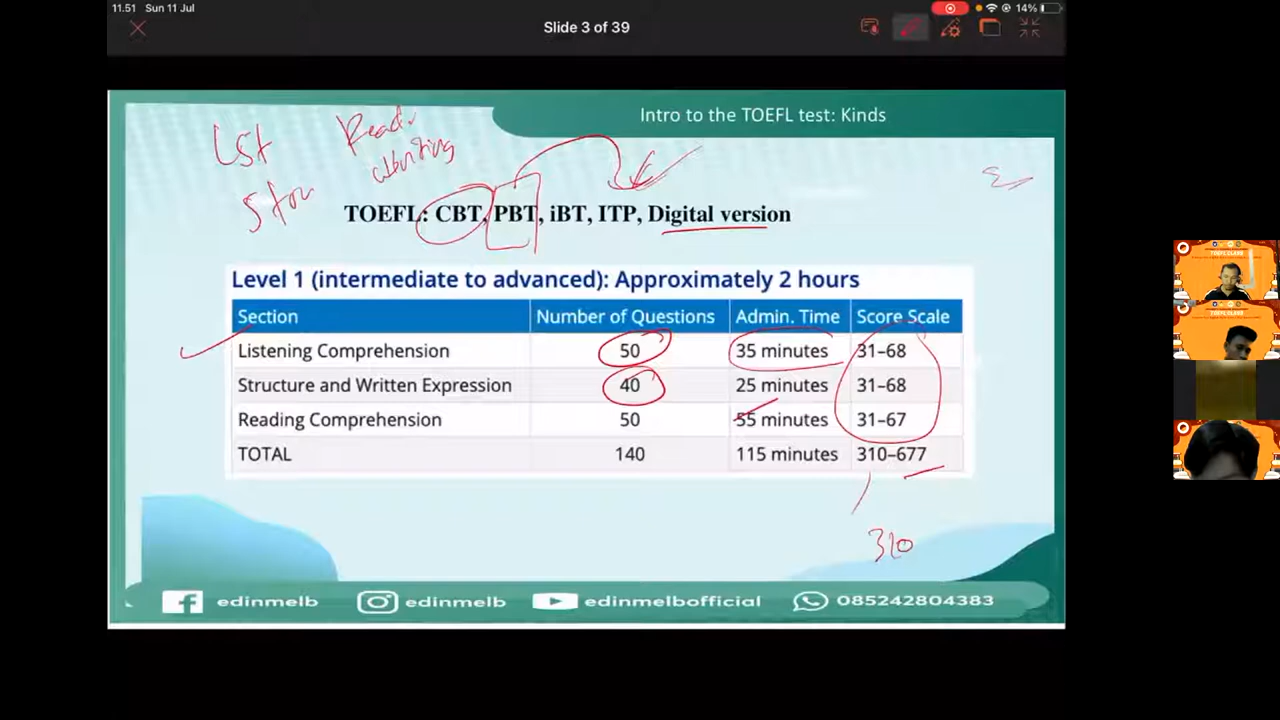 11.51 Sun 11 Jul
14%
Slide 3 of 39
Intro to the TOEFL test: Kinds
Lst
Read
Writing
TOEFL: CBT, PBT, iBT, ITP, Digital version
Level 1 (intermediate to advanced): Approximately 2 hours
Section Number of Questions Admin. Time Score Scale
Listening Comprehension 50 35 minutes 31–68
Structure and Written Expression 40 25 minutes 31–68
Reading Comprehension 50 55 minutes 31–67
TOTAL 140 115 minutes 310–677
310
edinmelb edinmelb edinmelbofficial 085242804383